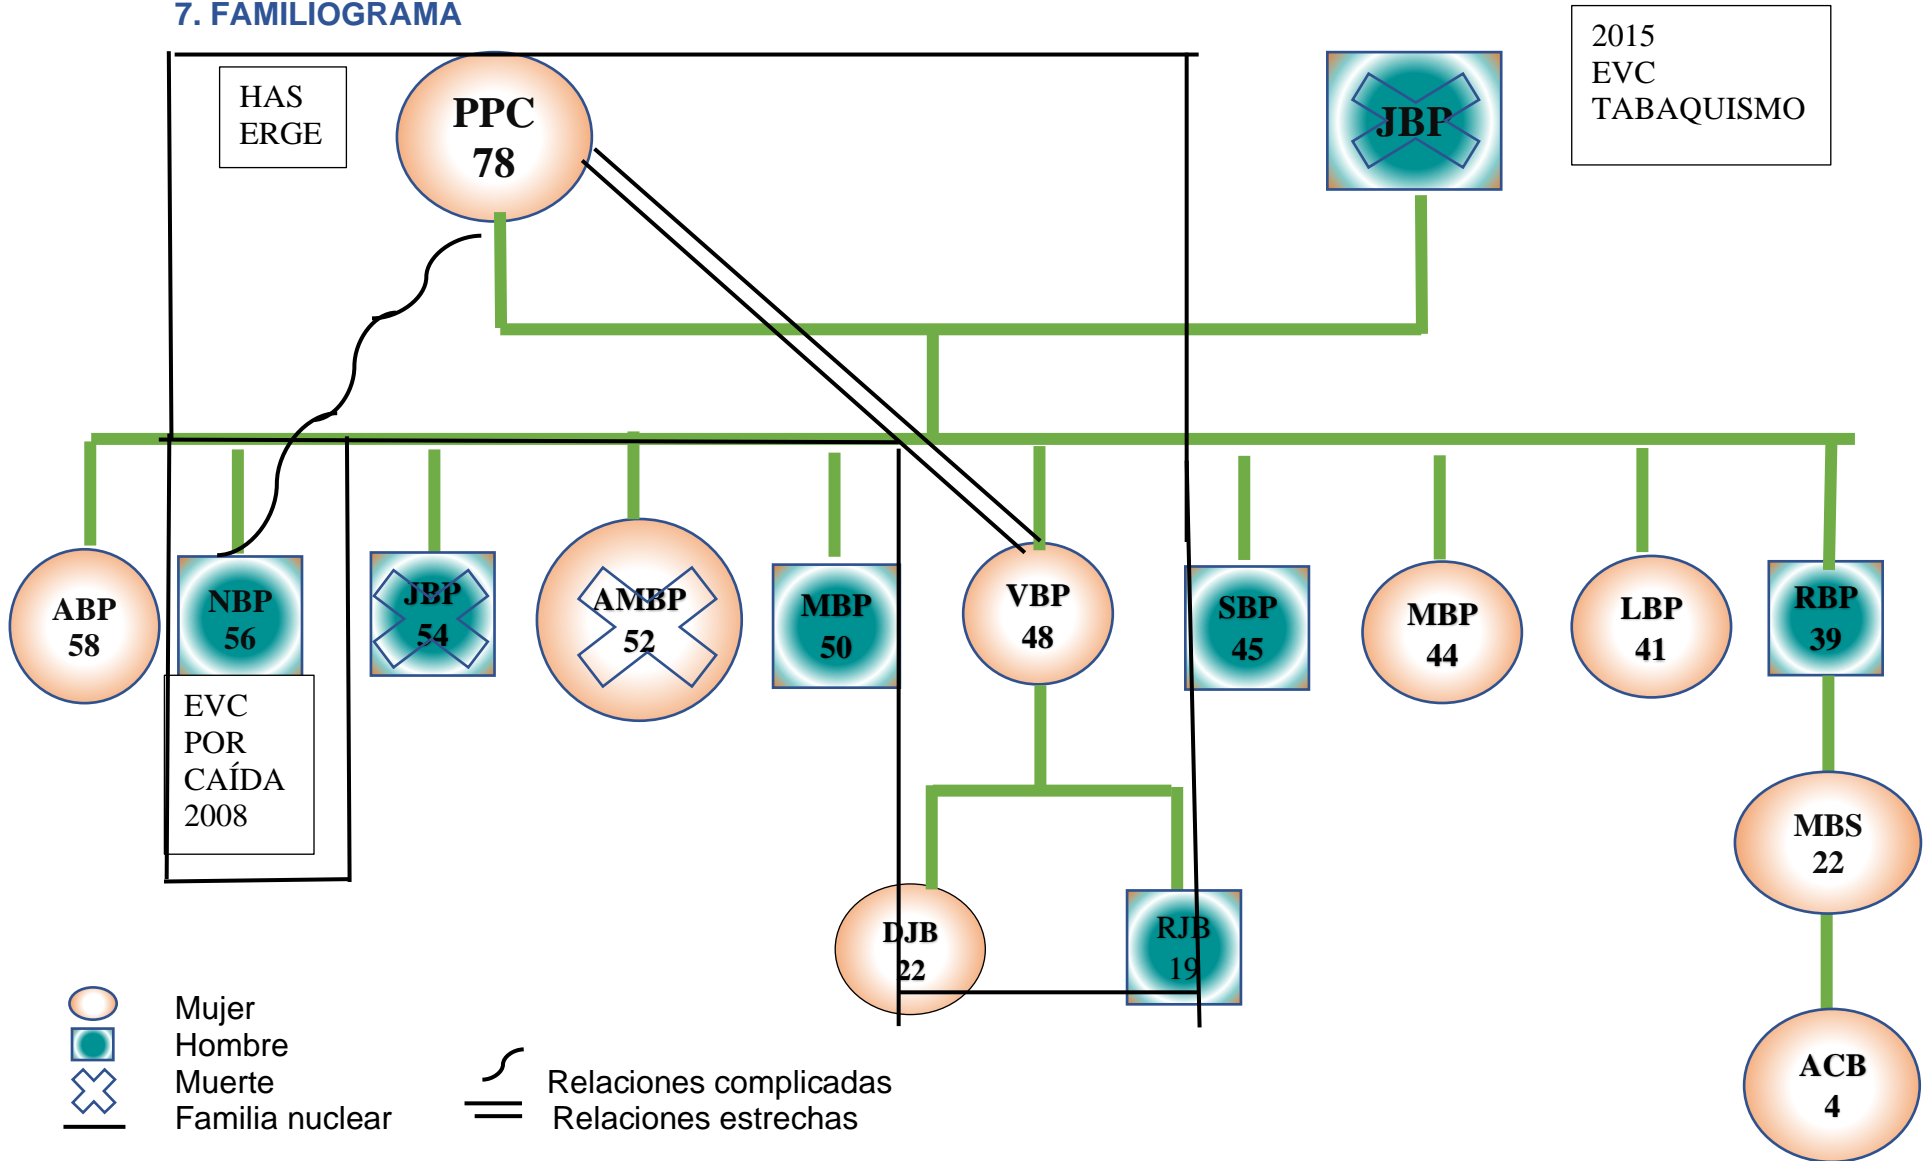 7. FAMILIOGRAMA
HAS
ERGE
PPC
78
JBP
2015
EVC
TABAQUISMO
ABP
58
NBP
56
JBP
54
AMBP
52
MBP
50
VBP
48
SBP
45
MBP
44
LBP
41
RBP
39
EVC
POR
CAÍDA
2008
MBS
22
DJB
22
RJB
19
ACB
4
Mujer
Hombre
Muerte
Familia nuclear
Relaciones complicadas
Relaciones estrechas